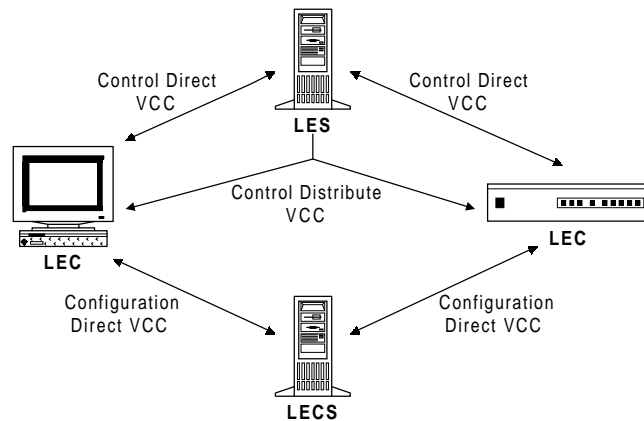 Control Direct
VCC
Control Direct
VCC
LES
Control Distribute
VCC
LEC
LEC
Configuration
Direct VCC
Configuration
Direct VCC
LECS